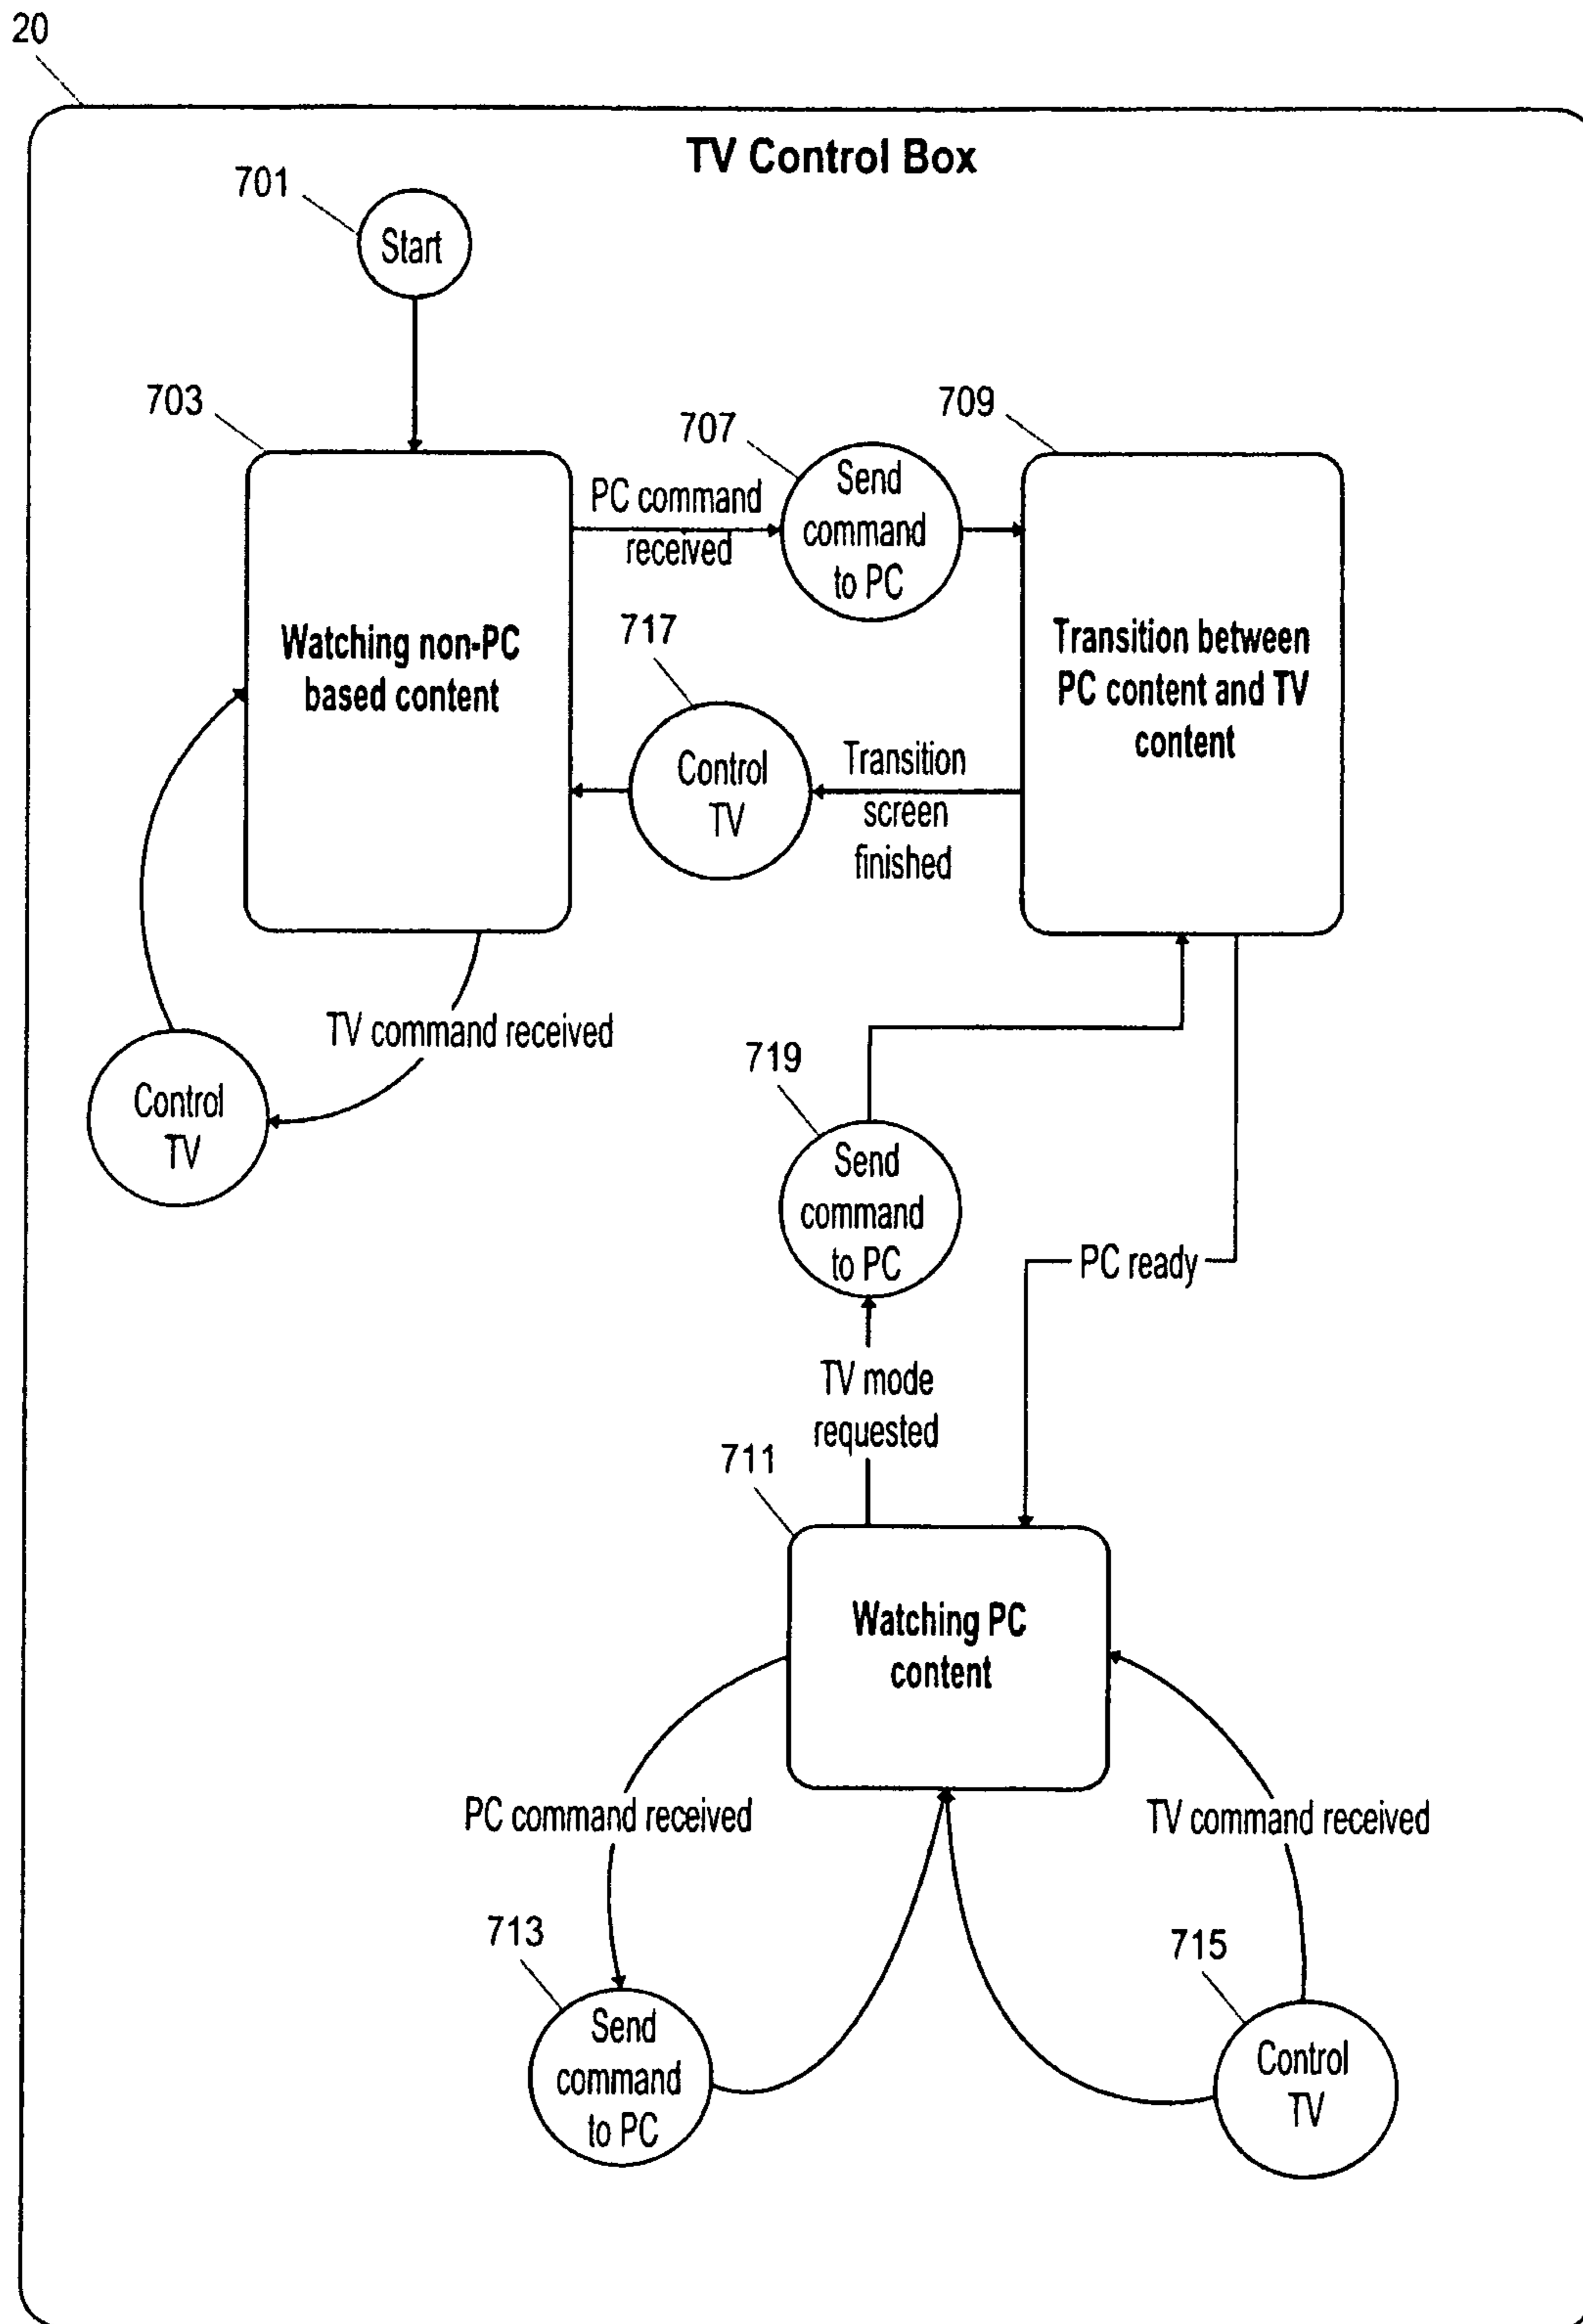 20
TV Control Box
701
Start
703
707
709
PC command
received
Send
command
to PC
Watching non-PC
based content
717
Transition between
PC content and TV
content
Control
TV
Transition
screen
finished
TV command received
Control
TV
719
Send
command
to PC
PC ready
TV mode
requested
711
Watching PC
content
PC command received
TV command received
713
715
Send
command
to PC
Control
TV